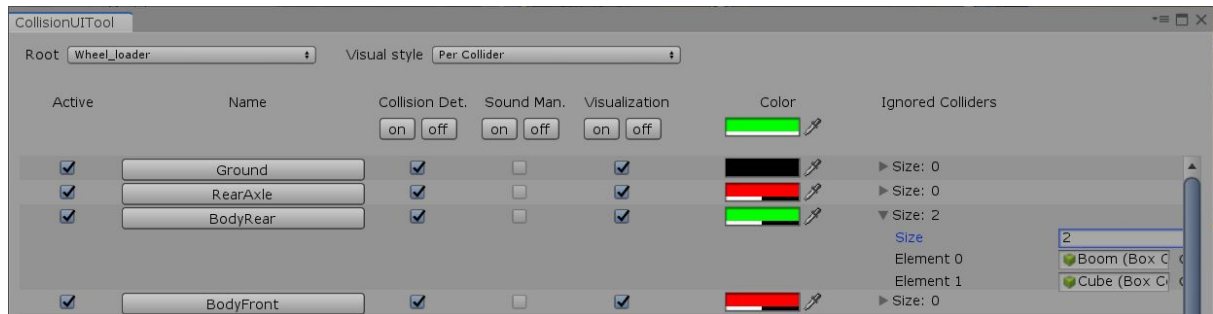 CollisionUITool
Root Wheel_loader Visual style Per Collider
Active Name Collision Det. Sound Man. Visualization Color Ignored Colliders
on off on off on off
Ground Size: 0
RearAxle Size: 0
BodyRear Size: 2
Size 2
Element 0 Boom (Box C
Element 1 Cube (Box C
BodyFront Size: 0